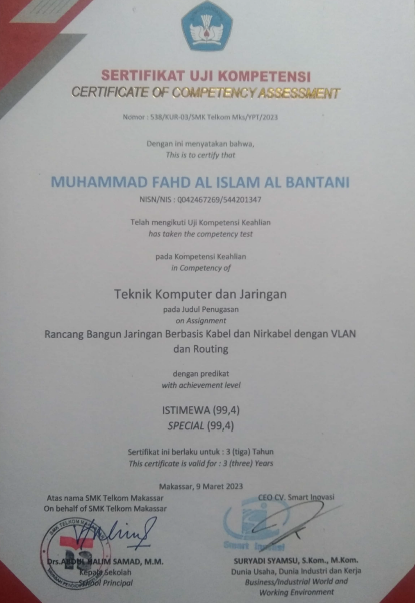 SERTIFIKAT UJI KOMPETENSI
CERTIFICATE OF COMPETENCY ASSESSMENT
Nomor : 538/KUR-03/SMK Telkom Mks/YPT/2023
Dengan ini menyatakan bahwa,
This is to certify that
MUHAMMAD FAHD AL ISLAM AL BANTANI
NISN/NIS : 0042467269/544201347
Telah mengikuti Uji Kompetensi Keahlian
has taken the competency test
pada Kompetensi Keahlian
in Competency of
Teknik Komputer dan Jaringan
pada Judul Penugasan
on Assignment
Rancang Bangun Jaringan Berbasis Kabel dan Nirkabel dengan VLAN
dan Routing
dengan predikat
with achievement level
ISTIMEWA (99,4)
SPECIAL (99,4)
Sertifikat ini berlaku untuk : 3 (tiga) Tahun
This certificate is valid for : 3 (three) Years
Makassar, 9 Maret 2023
Atas nama SMK Telkom Makassar
On behalf of SMK Telkom Makassar
Drs. ABDUL HALIM SAMAD, M.M.
Kepala Sekolah
School Principal
CEO CV. Smart Inovasi
Smart Inovasi
SURYADI SYAMSU, S.Kom., M.Kom.
Dunia Usaha, Dunia Industri dan Kerja
Business/Industrial World and
Working Environment